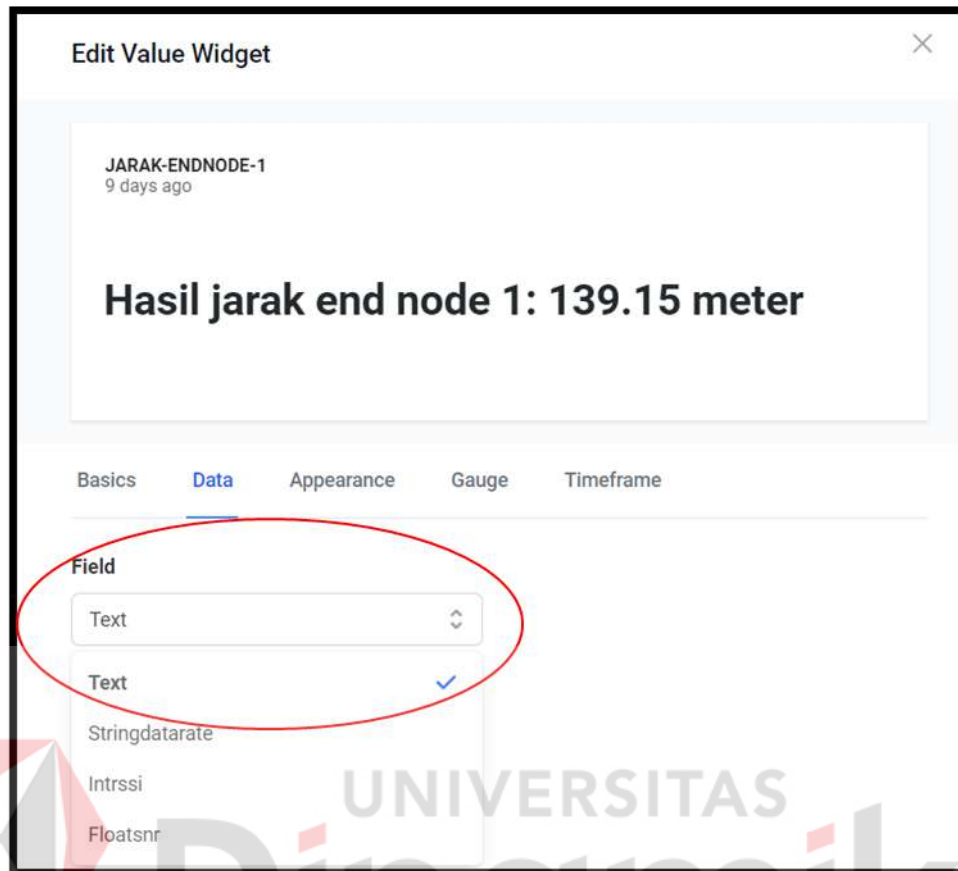 Edit Value Widget
JARAK-ENDNODE-1
9 days ago
Hasil jarak end node 1: 139.15 meter
Basics Data Appearance Gauge Timeframe
Field
Text
Text
Stringdatarate
Intrssi
Floatsnr
UNIVERSITAS